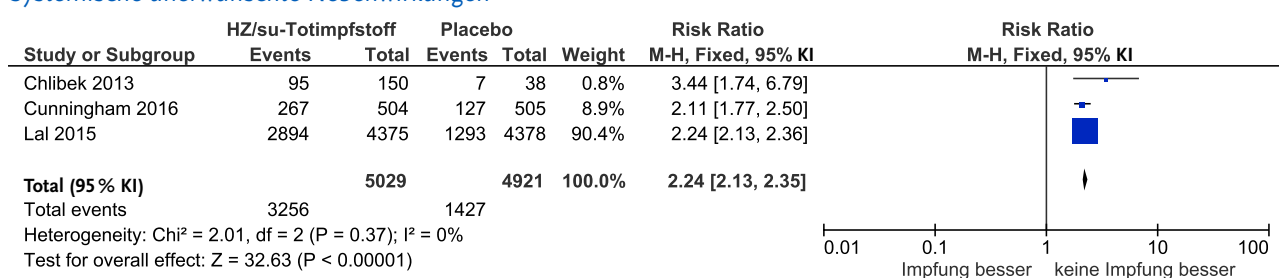 Systemische unerwünschte Nebenwirkungen
HZ/su-Totimpfstoff Placebo Risk Ratio Risk Ratio
Study or Subgroup Events Total Events Total Weight M-H, Fixed, 95% KI M-H, Fixed, 95% KI
Chlibek 2013 95 150 7 38 0.8% 3.44 [1.74, 6.79]
Cunningham 2016 267 504 127 505 8.9% 2.11 [1.77, 2.50]
Lal 2015 2894 4375 1293 4378 90.4% 2.24 [2.13, 2.36]
Total (95 % KI) 5029 4921 100.0% 2.24 [2.13, 2.35]
Total events 3256 1427
Heterogeneity: Chi² = 2.01, df = 2 (P = 0.37); I² = 0%
Test for overall effect: Z = 32.63 (P < 0.00001)
0.01 0.1 1 10 100
Impfung besser keine Impfung besser